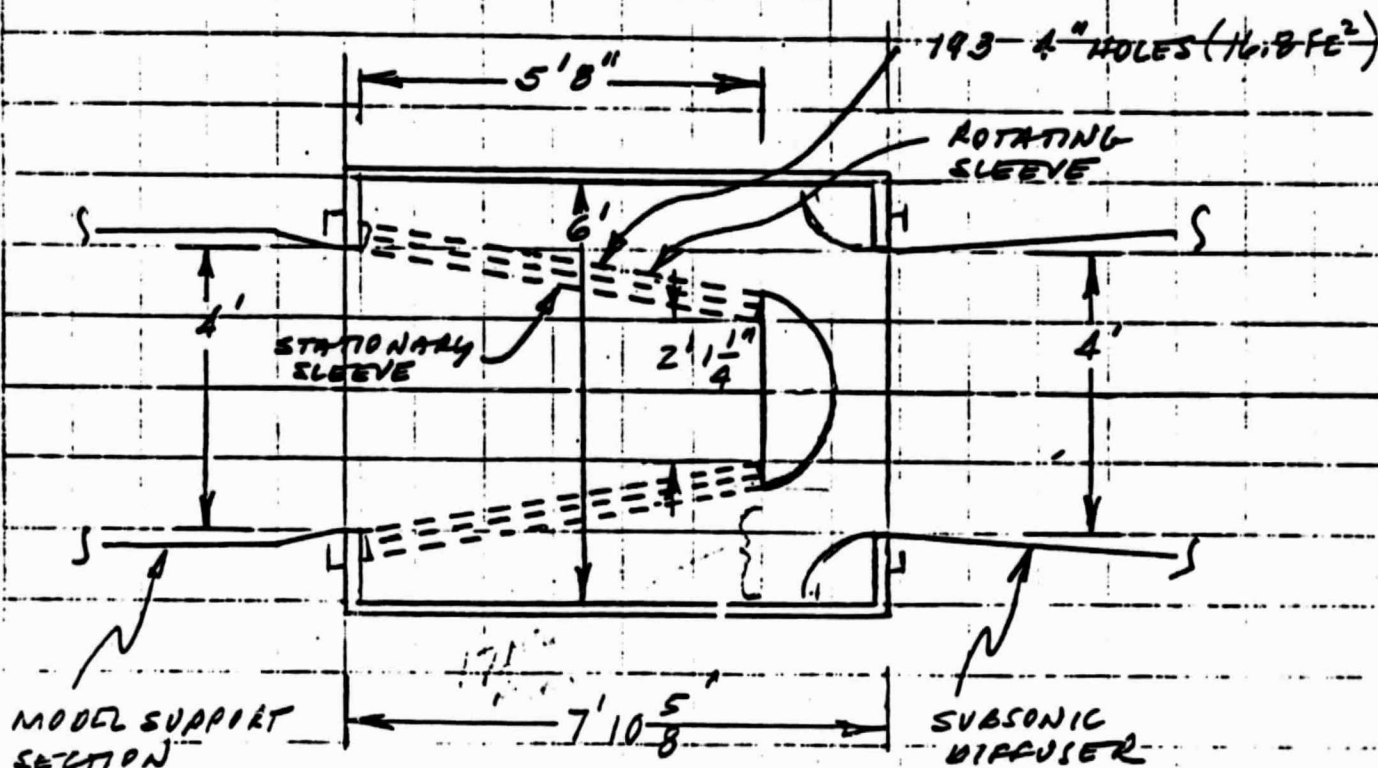 193 - 4" HOLES (16.8 FT²)
5' 8"
ROTATING
SLEEVE
6'
4'
STATIONARY
SLEEVE
2' 1 1/4"
4'
MODEL SUPPORT
SECTION
7' 10 5/8"
SUBSONIC
DIFFUSER